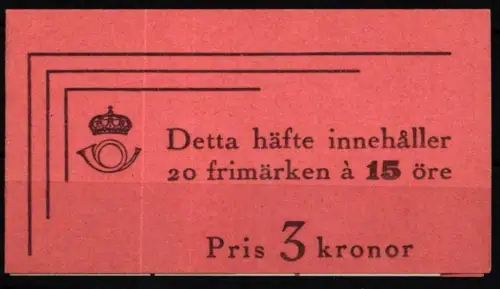 Detta häfte innehåller
20 frimärken à 15 öre
Pris 3 kronor